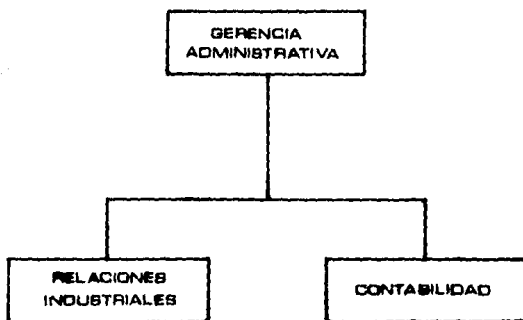 GERENCIA
ADMINISTRATIVA
RELACIONES
INDUSTRIALES
CONTABILIDAD